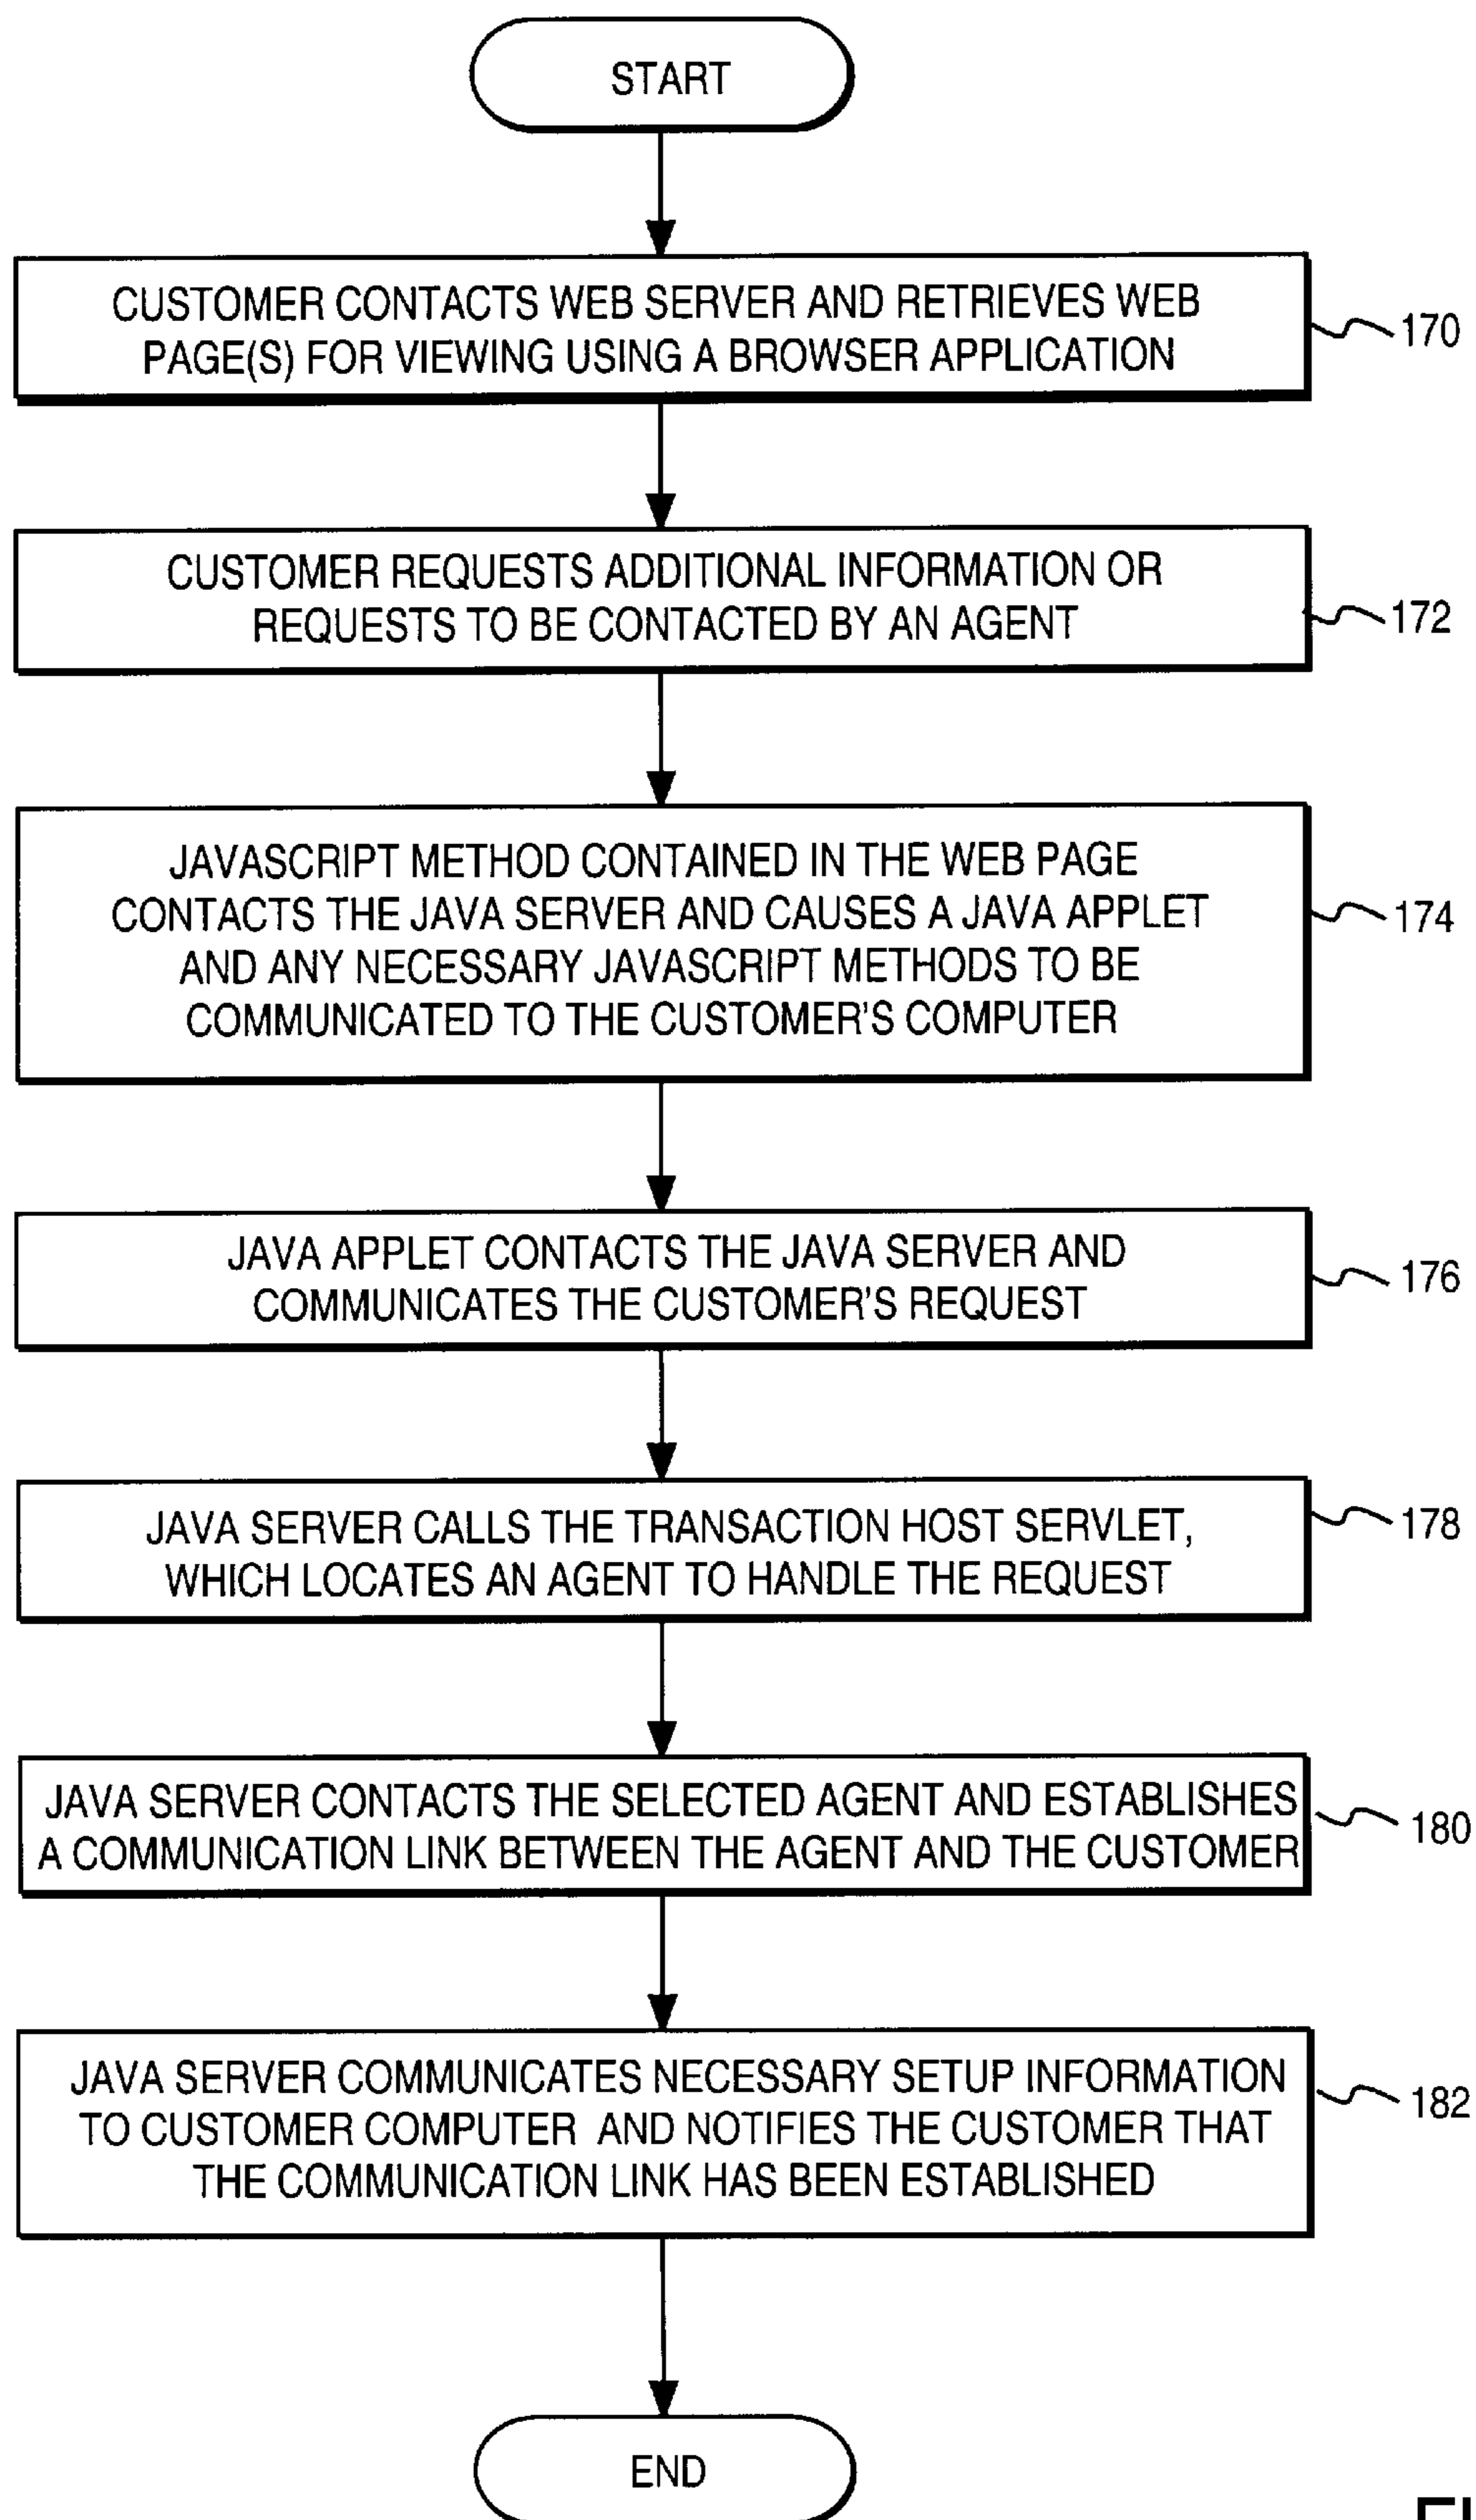 START
CUSTOMER CONTACTS WEB SERVER AND RETRIEVES WEB
PAGE(S) FOR VIEWING USING A BROWSER APPLICATION
170
CUSTOMER REQUESTS ADDITIONAL INFORMATION OR
REQUESTS TO BE CONTACTED BY AN AGENT
172
JAVASCRIPT METHOD CONTAINED IN THE WEB PAGE
CONTACTS THE JAVA SERVER AND CAUSES A JAVA APPLET
AND ANY NECESSARY JAVASCRIPT METHODS TO BE
COMMUNICATED TO THE CUSTOMER'S COMPUTER
174
JAVA APPLET CONTACTS THE JAVA SERVER AND
COMMUNICATES THE CUSTOMER'S REQUEST
176
JAVA SERVER CALLS THE TRANSACTION HOST SERVLET,
WHICH LOCATES AN AGENT TO HANDLE THE REQUEST
178
JAVA SERVER CONTACTS THE SELECTED AGENT AND ESTABLISHES
A COMMUNICATION LINK BETWEEN THE AGENT AND THE CUSTOMER
180
JAVA SERVER COMMUNICATES NECESSARY SETUP INFORMATION
TO CUSTOMER COMPUTER AND NOTIFIES THE CUSTOMER THAT
THE COMMUNICATION LINK HAS BEEN ESTABLISHED
182
END